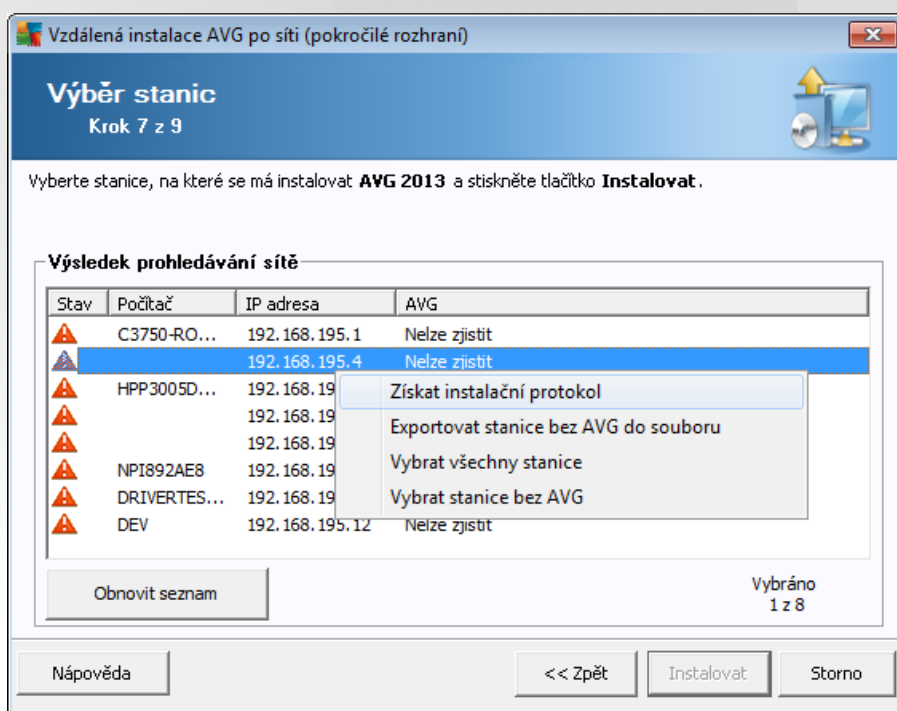 Vzdálená instalace AVG po síti (pokročilé rozhraní)
Výběr stanic
Krok 7 z 9
Vyberte stanice, na které se má instalovat AVG 2013 a stiskněte tlačítko Instalovat.
Výsledek prohledávání sítě
Stav Počítač IP adresa AVG
C3750-RO... 192.168.195.1 Nelze zjistit
192.168.195.4 Nelze zjistit
HPP3005D... 192.168.19
192.168.19
192.168.19
NPI892AE8 192.168.19
DRIVERTES... 192.168.19
DEV 192.168.195.12 Nelze zjistit
Získat instalační protokol
Exportovat stanice bez AVG do souboru
Vybrat všechny stanice
Vybrat stanice bez AVG
Obnovit seznam
Vybráno
1 z 8
Nápověda << Zpět Instalovat Storno